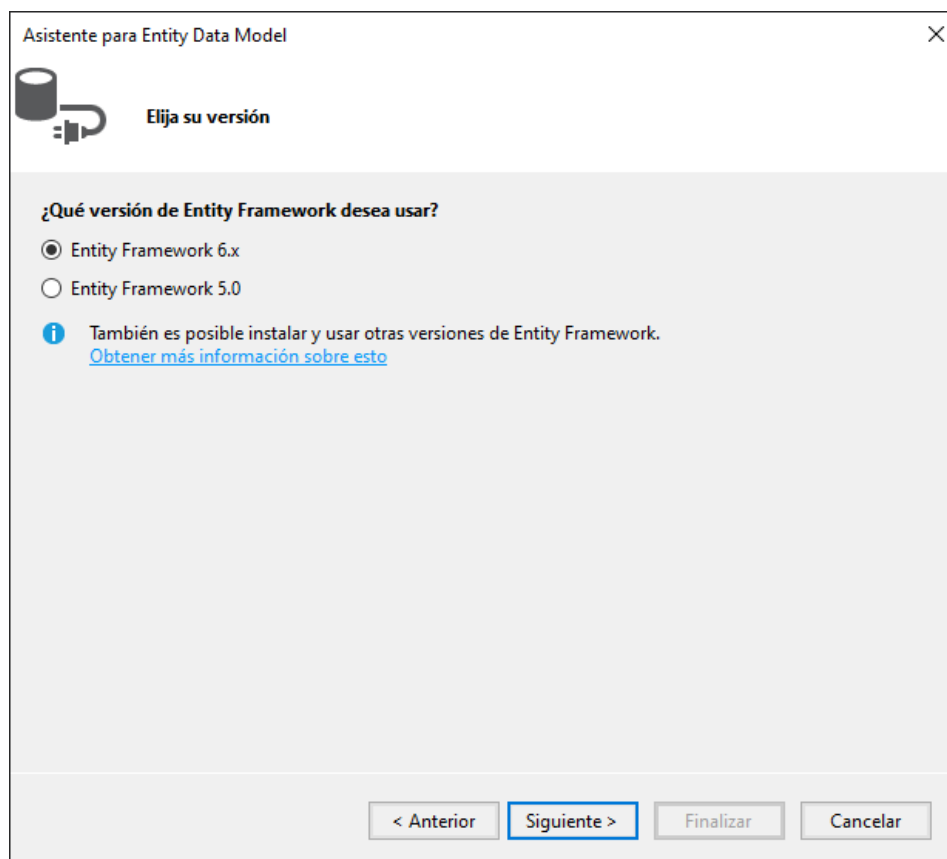 Asistente para Entity Data Model
Elija su versión
¿Qué versión de Entity Framework desea usar?
Entity Framework 6.x
Entity Framework 5.0
También es posible instalar y usar otras versiones de Entity Framework.
Obtener más información sobre esto
< Anterior
Siguiente >
Finalizar
Cancelar